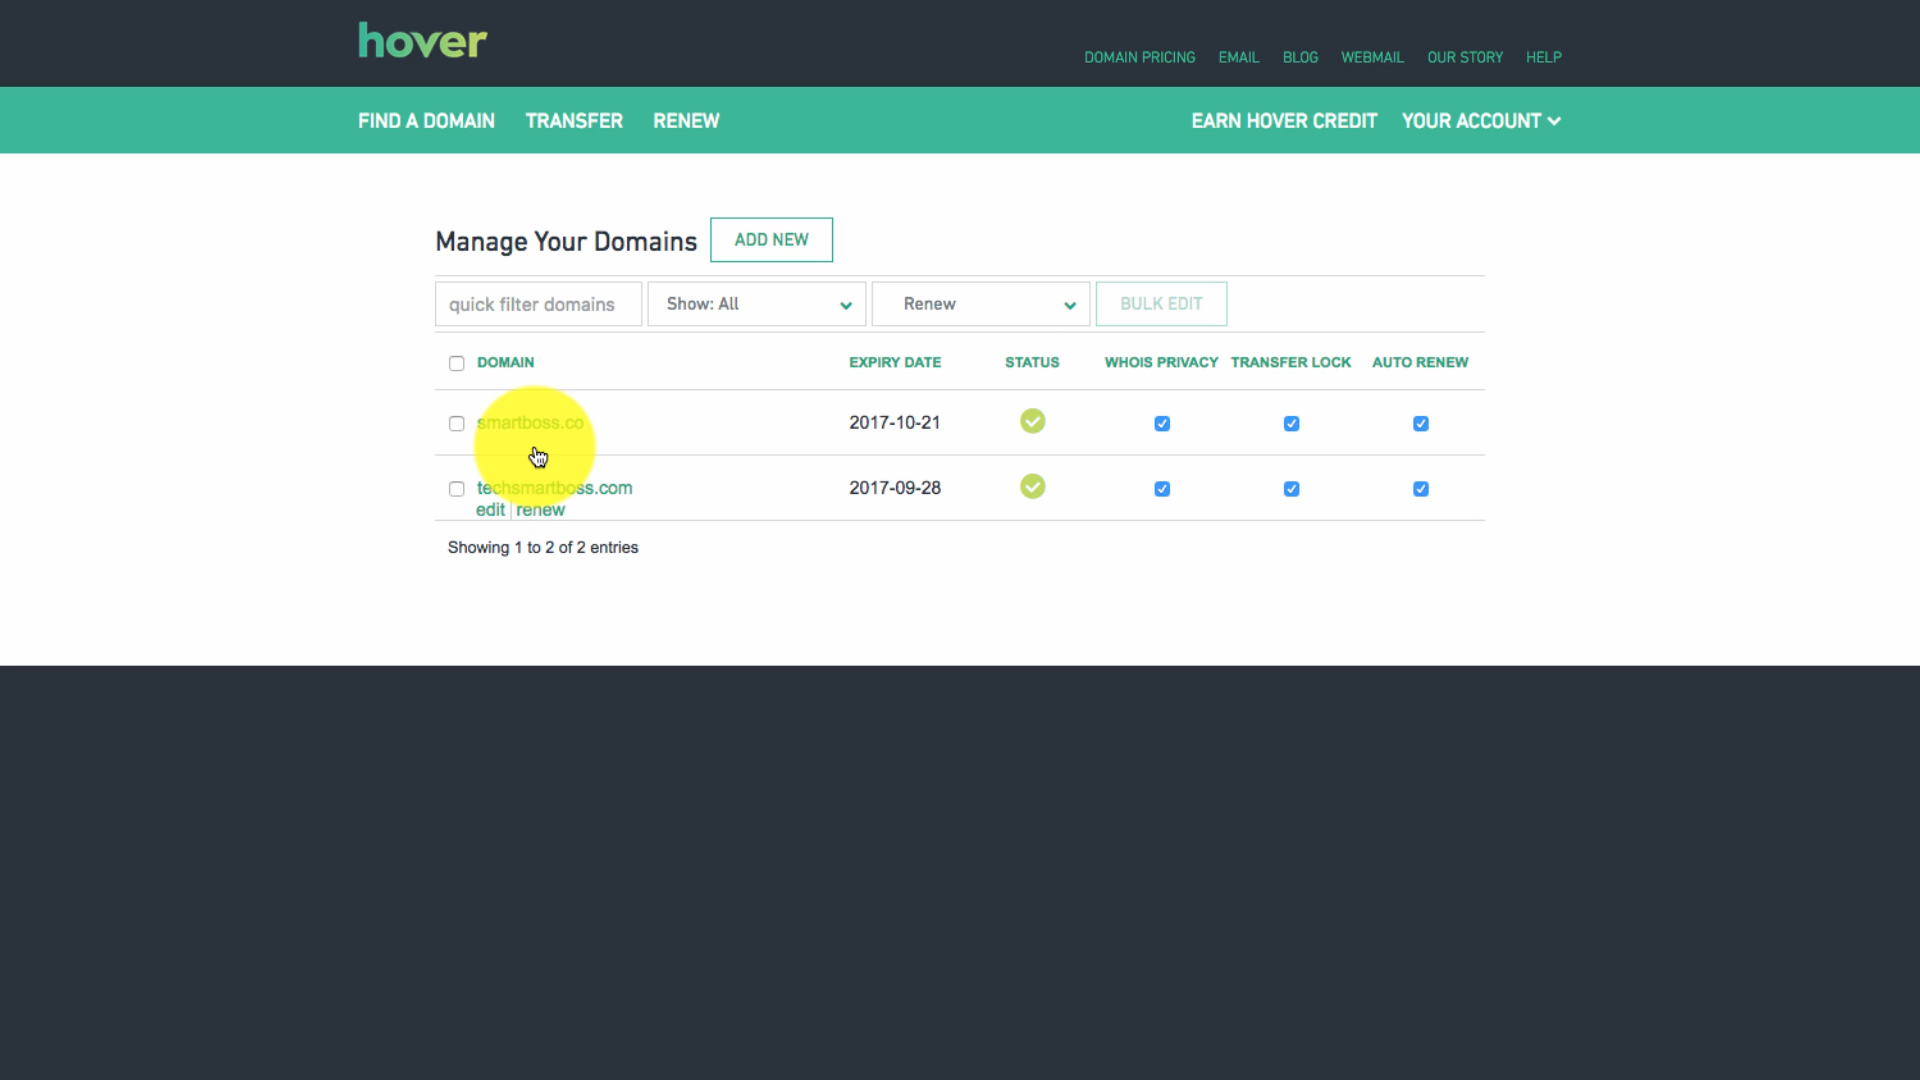 hover
DOMAIN PRICING EMAIL BLOG WEBMAIL OUR STORY HELP
FIND A DOMAIN TRANSFER RENEW EARN HOVER CREDIT YOUR ACCOUNT
Manage Your Domains ADD NEW
quick filter domains Show: All Renew BULK EDIT
DOMAIN EXPIRY DATE STATUS WHOIS PRIVACY TRANSFER LOCK AUTO RENEW
smartboss.co 2017-10-21
techsmartboss.com 2017-09-28
edit | renew
Showing 1 to 2 of 2 entries